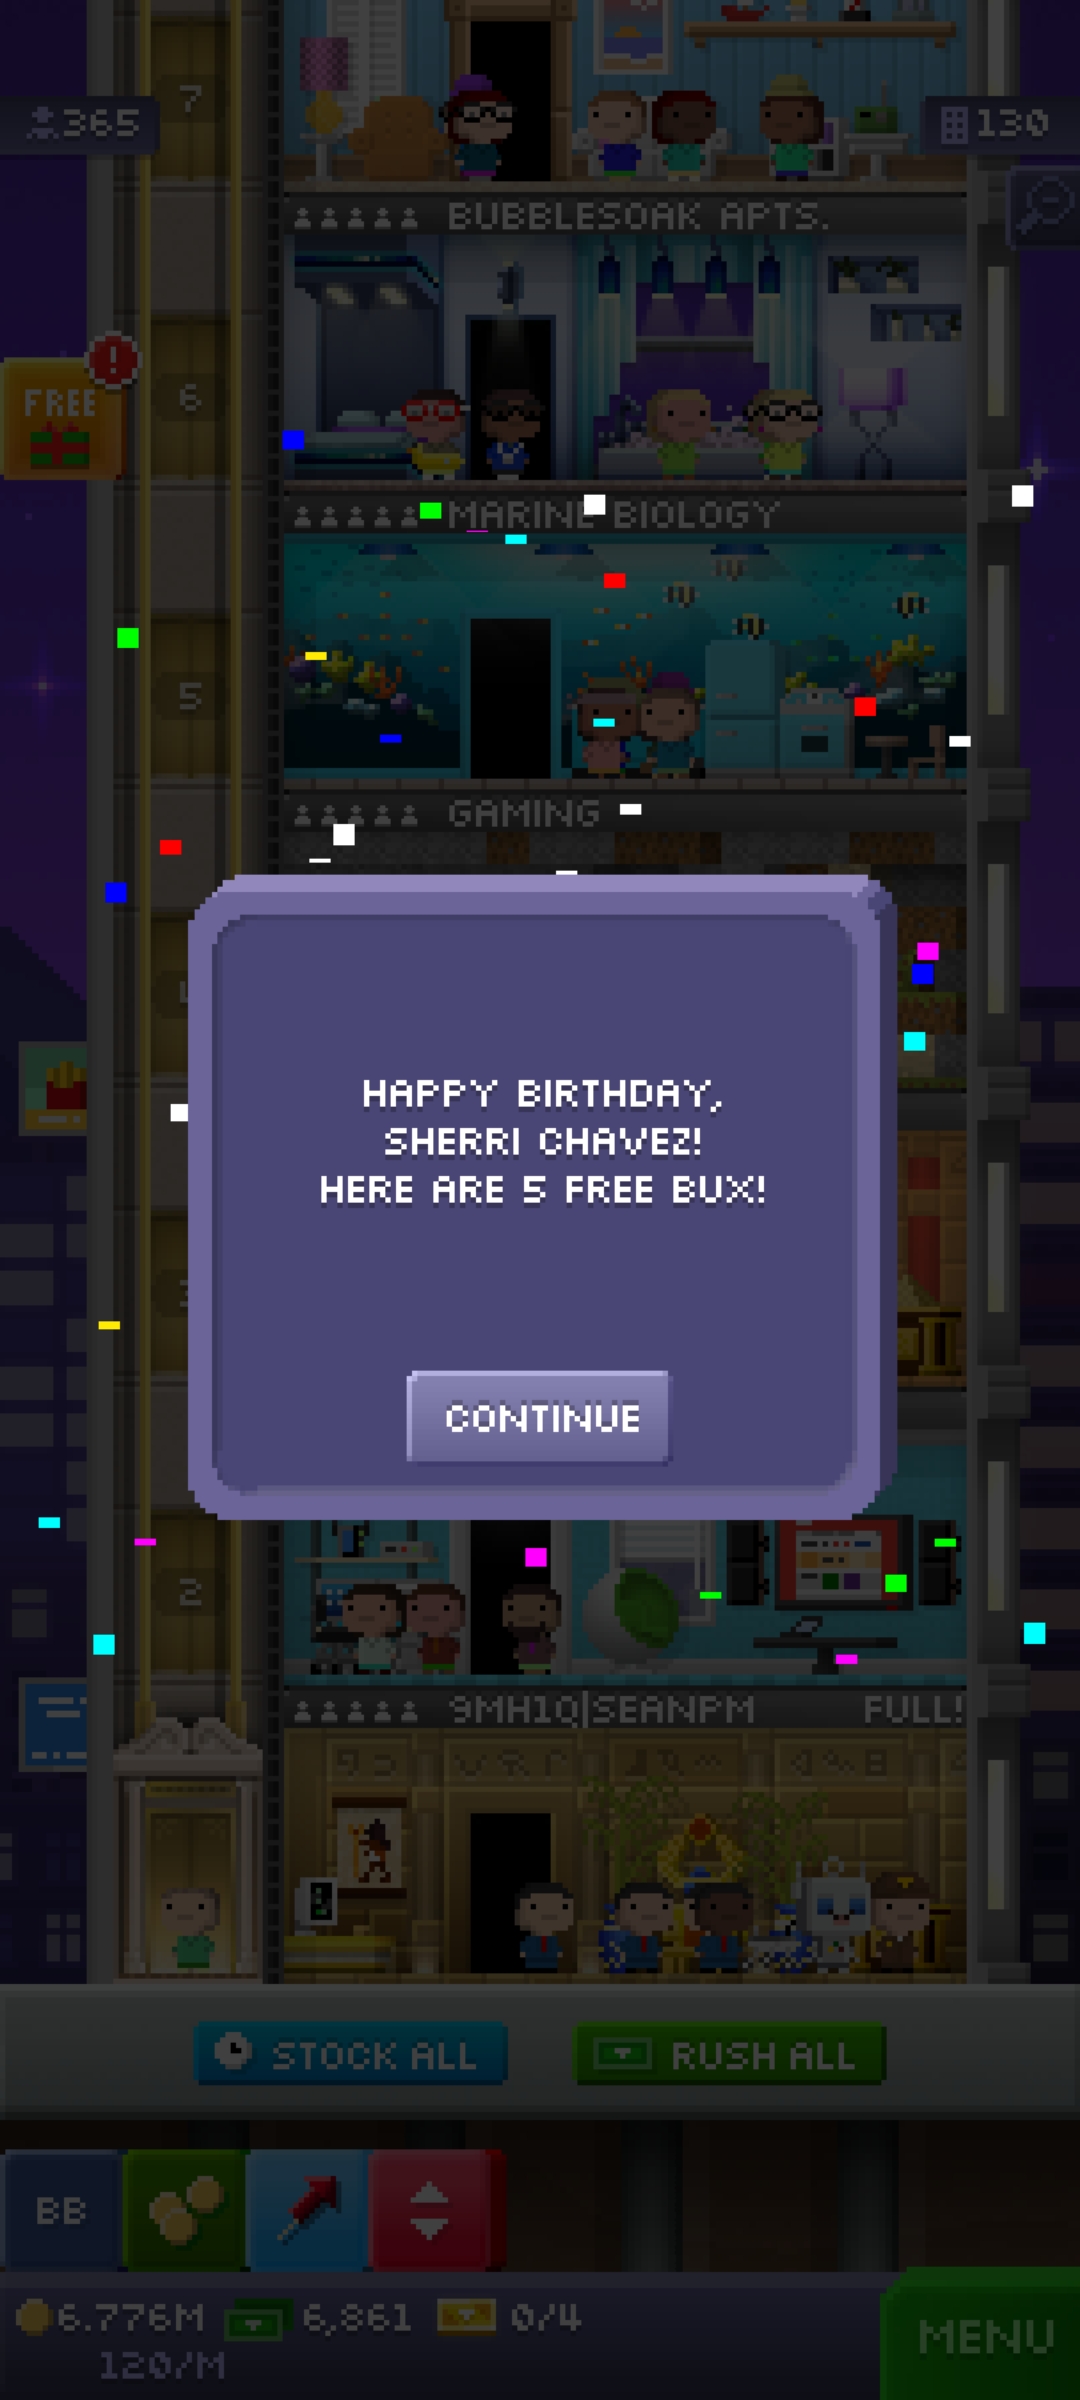 7
365
130
BUBBLESOAK APTS.
FREE
!
6
MARINE BIOLOGY
5
GAMING
HAPPY BIRTHDAY,
SHERRI CHAVEZ!
HERE ARE 5 FREE BUX!
CONTINUE
2
9MH1Q|SEANPM FULL!
STOCK ALL
RUSH ALL
BB
6.776M 6,861 0/4
120/M
MENU